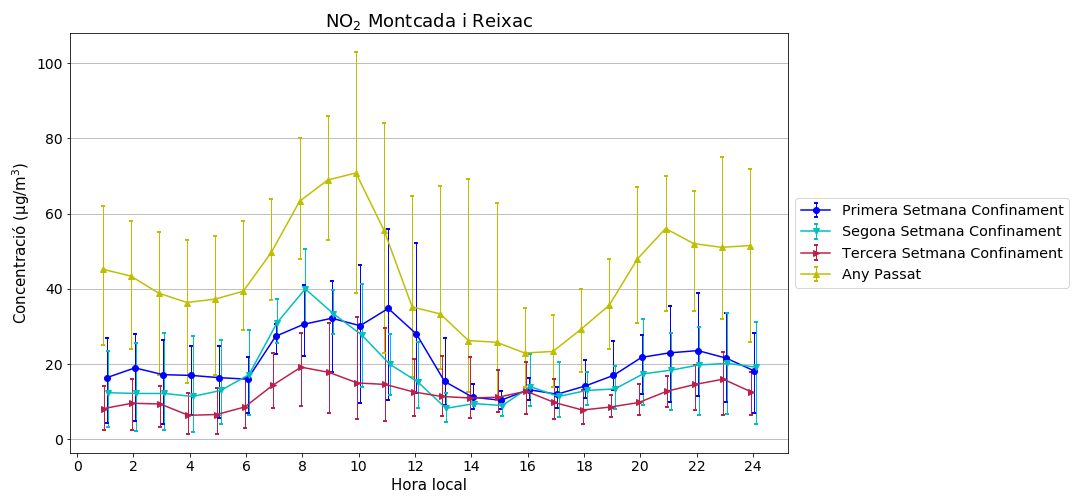 NO₂ Montcada i Reixac
Concentració (µg/m³)
100
80
60
40
20
0
0 2 4 6 8 10 12 14 16 18 20 22 24
Hora local
Primera Setmana Confinament
Segona Setmana Confinament
Tercera Setmana Confinament
Any Passat